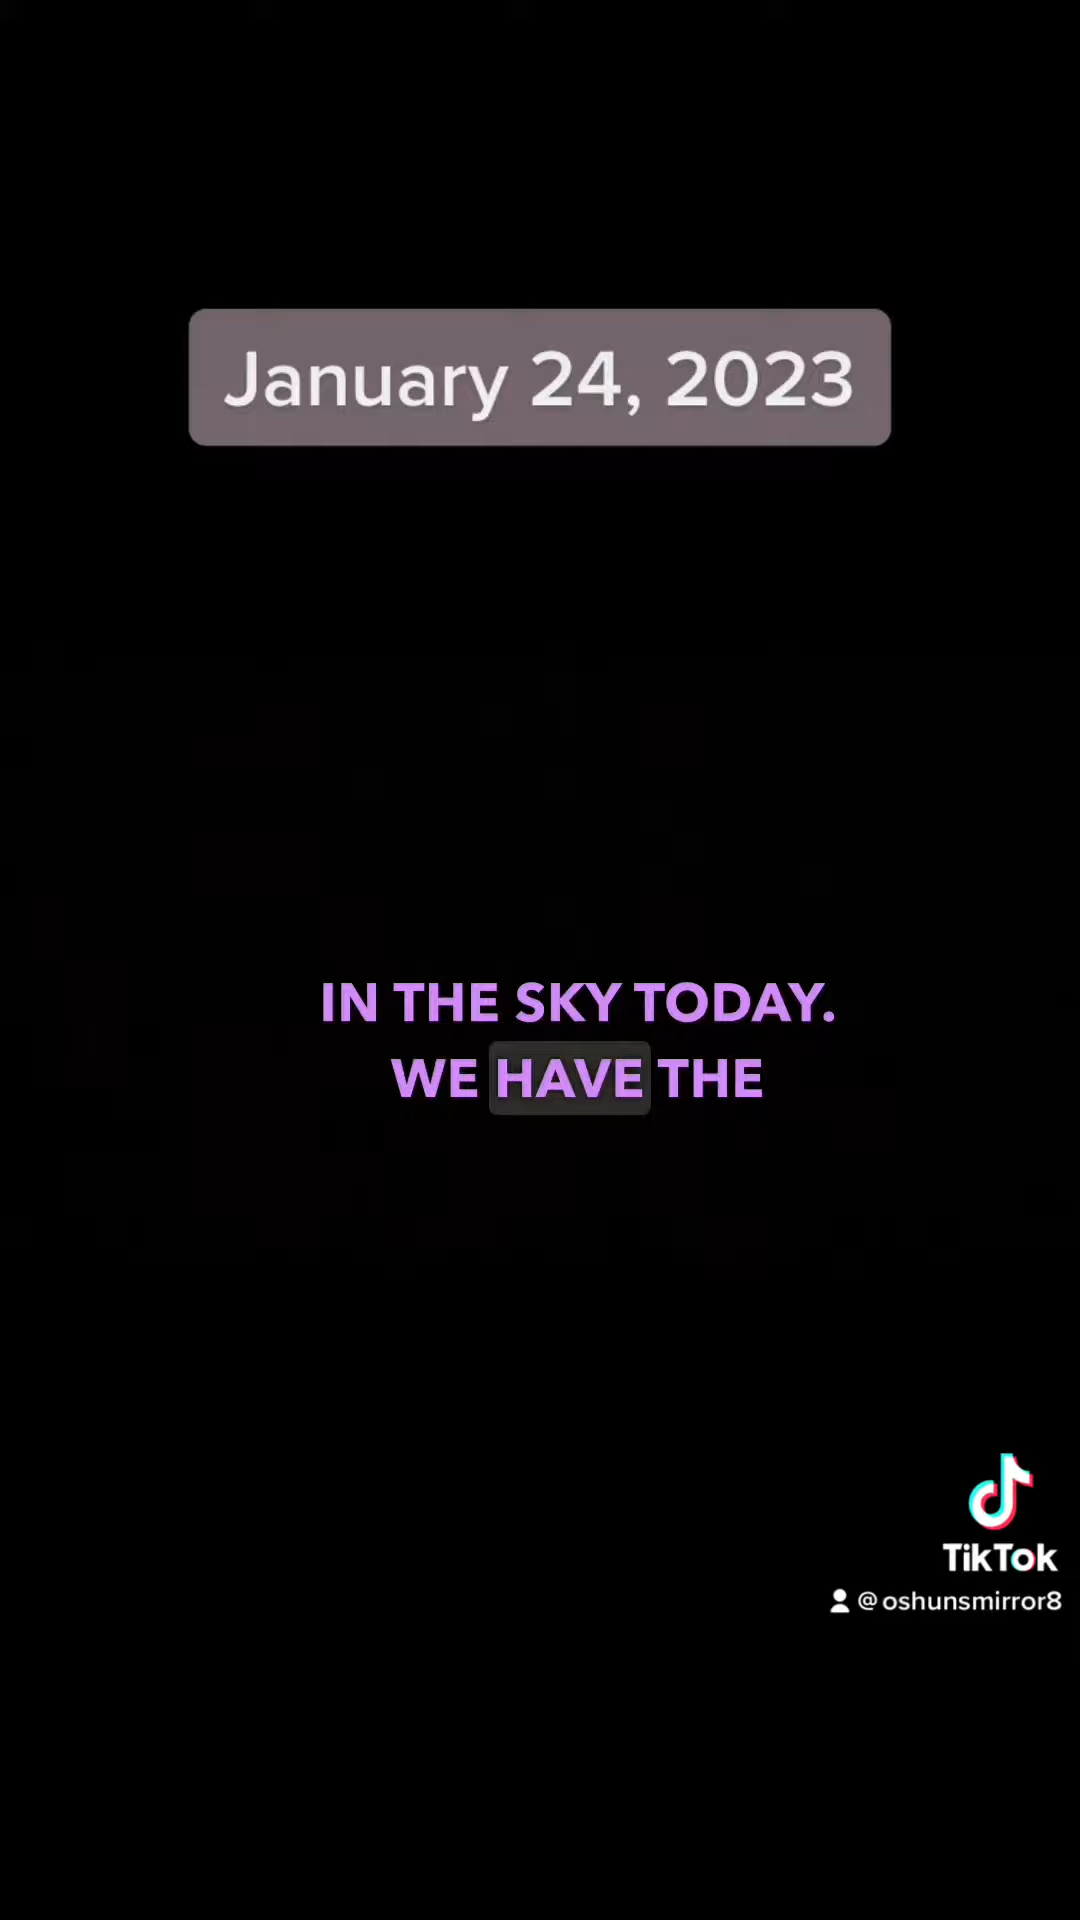 January 24, 2023
IN THE SKY TODAY.
WE HAVE THE
TikTok
@oshunsmirror8